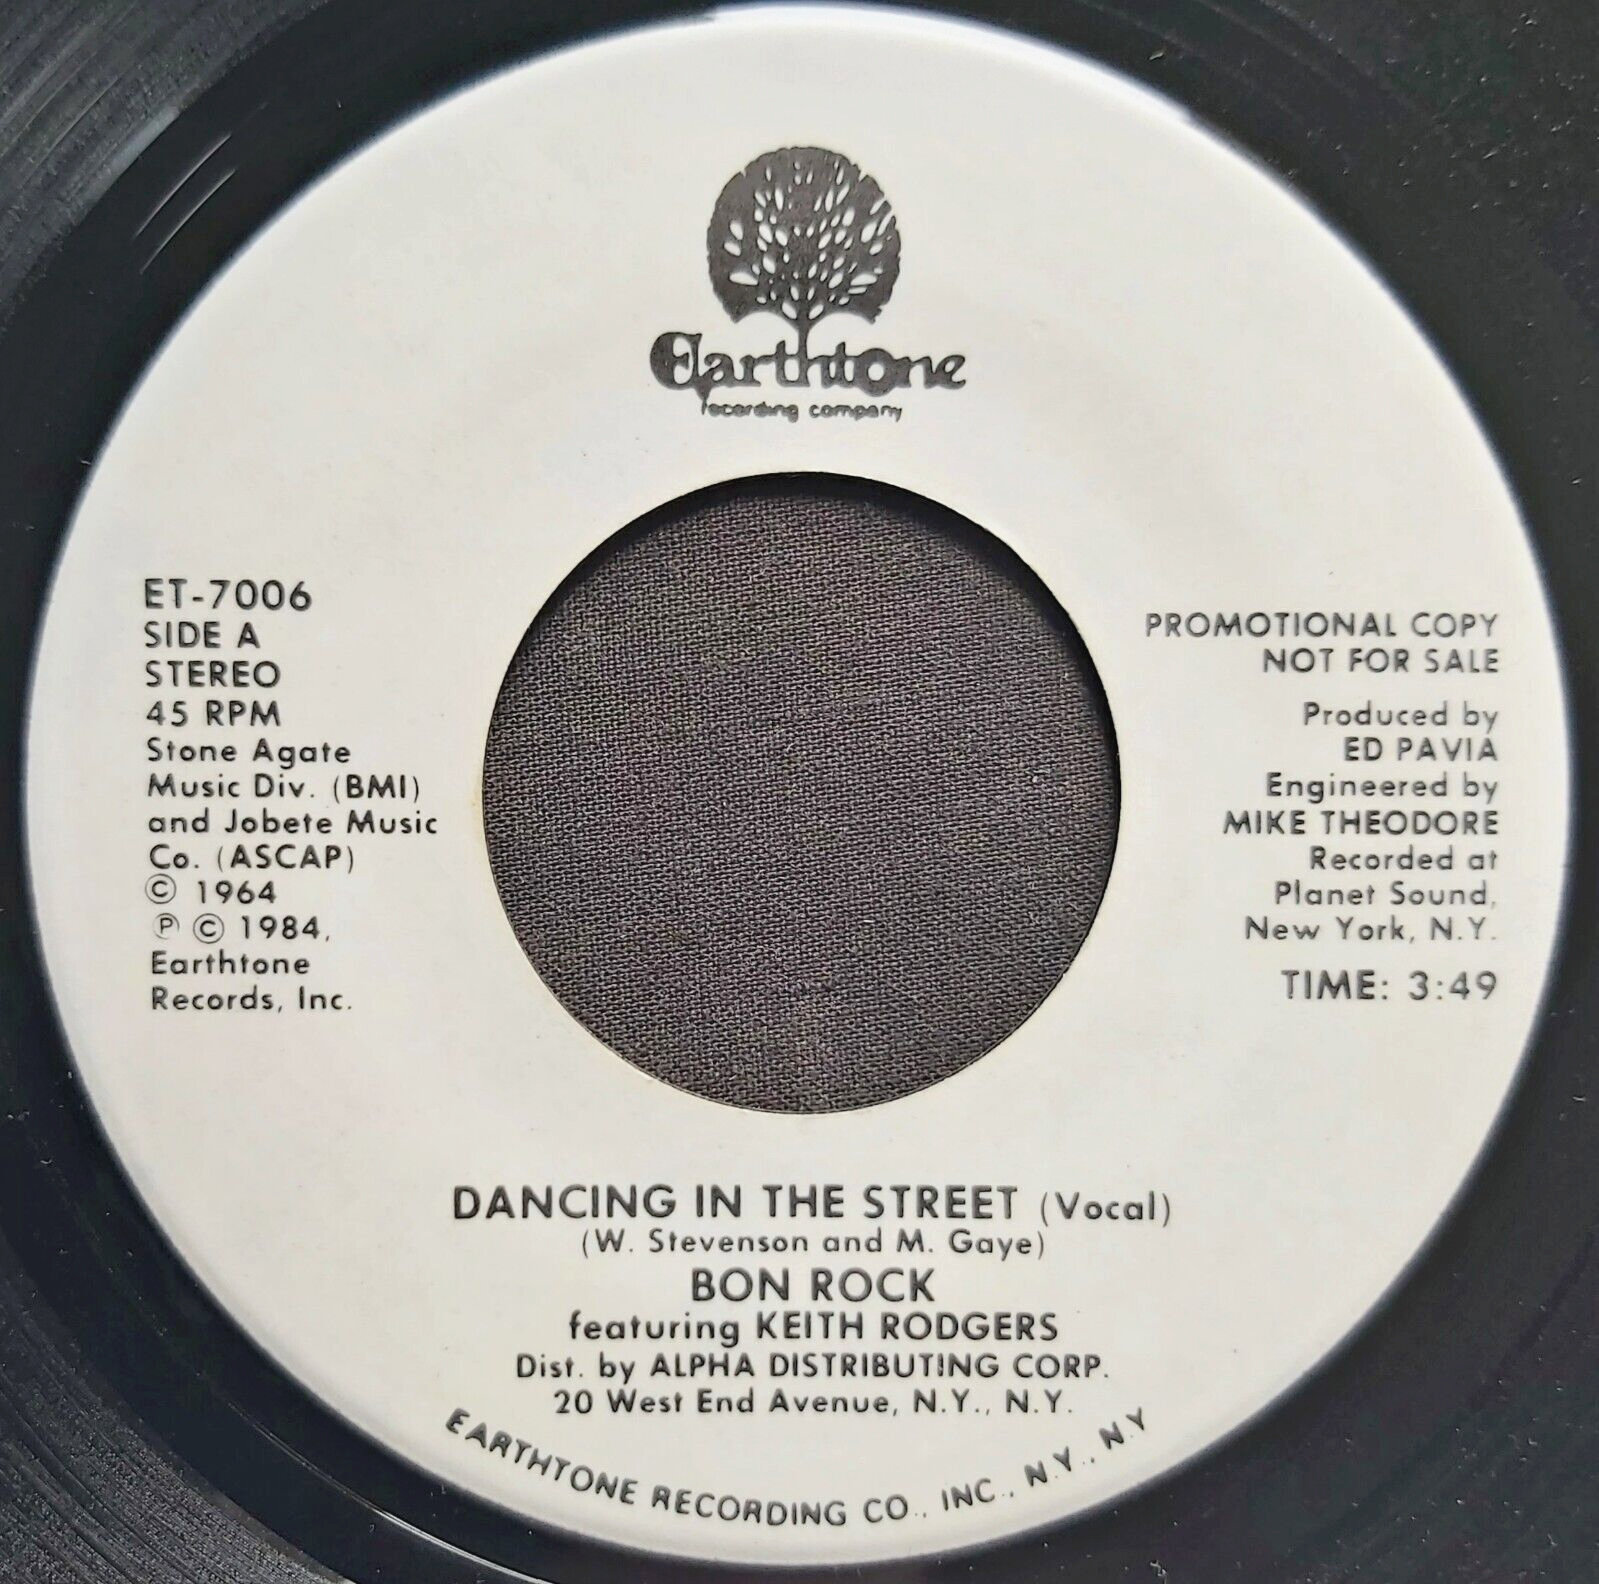 Earthtone
recording company
ET-7006
SIDE A
STEREO
45 RPM
Stone Agate
Music Div. (BMI)
and Jobete Music
Co. (ASCAP)
© 1964
℗ © 1984,
Earthtone
Records, Inc.
PROMOTIONAL COPY
NOT FOR SALE
Produced by
ED PAVIA
Engineered by
MIKE THEODORE
Recorded at
Planet Sound,
New York, N.Y.
TIME: 3:49
DANCING IN THE STREET (Vocal)
(W. Stevenson and M. Gaye)
BON ROCK
featuring KEITH RODGERS
Dist. by ALPHA DISTRIBUTING CORP.
20 West End Avenue, N.Y., N.Y.
EARTHTONE RECORDING CO., INC., N.Y., N.Y